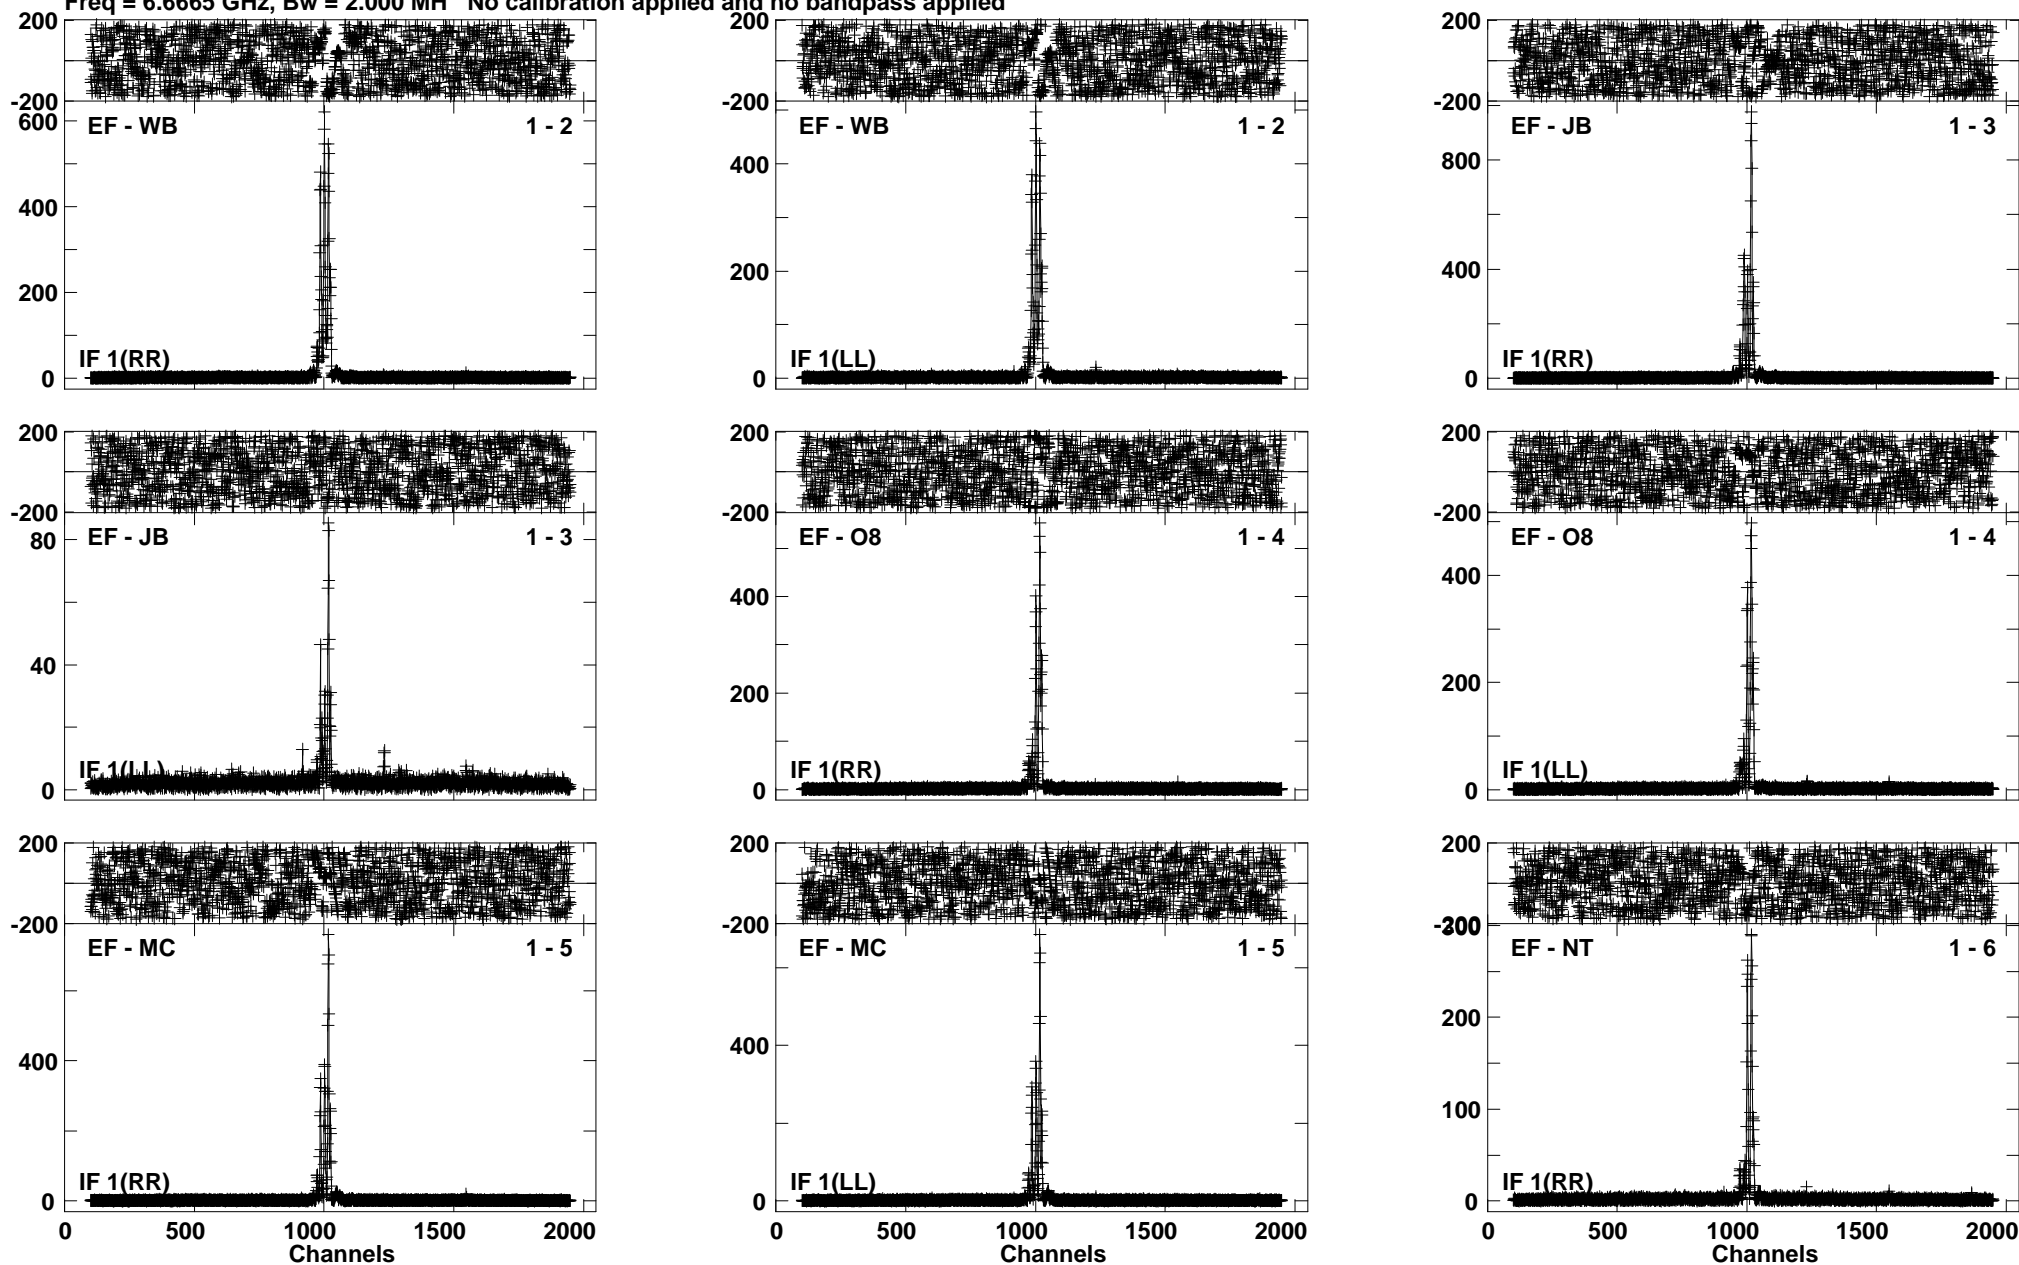 Freq = 6.6665 GHz, Bw = 2.000 MH No calibration applied and no bandpass applied
200
-200
600
400
200
0
EF - WB 1 - 2
IF 1(RR)
200
-200
400
200
0
EF - WB 1 - 2
IF 1(LL)
200
-200
800
400
0
EF - JB 1 - 3
IF 1(RR)
200
-200
80
40
0
EF - JB 1 - 3
IF 1(LL)
200
-200
400
200
0
EF - O8 1 - 4
IF 1(RR)
200
-200
400
200
0
EF - O8 1 - 4
IF 1(LL)
200
-200
400
0
EF - MC 1 - 5
IF 1(RR)
0 500 1000 1500 2000
Channels
200
-200
400
0
EF - MC 1 - 5
IF 1(LL)
0 500 1000 1500 2000
Channels
200
-200
300
200
100
0
EF - NT 1 - 6
IF 1(RR)
0 500 1000 1500 2000
Channels